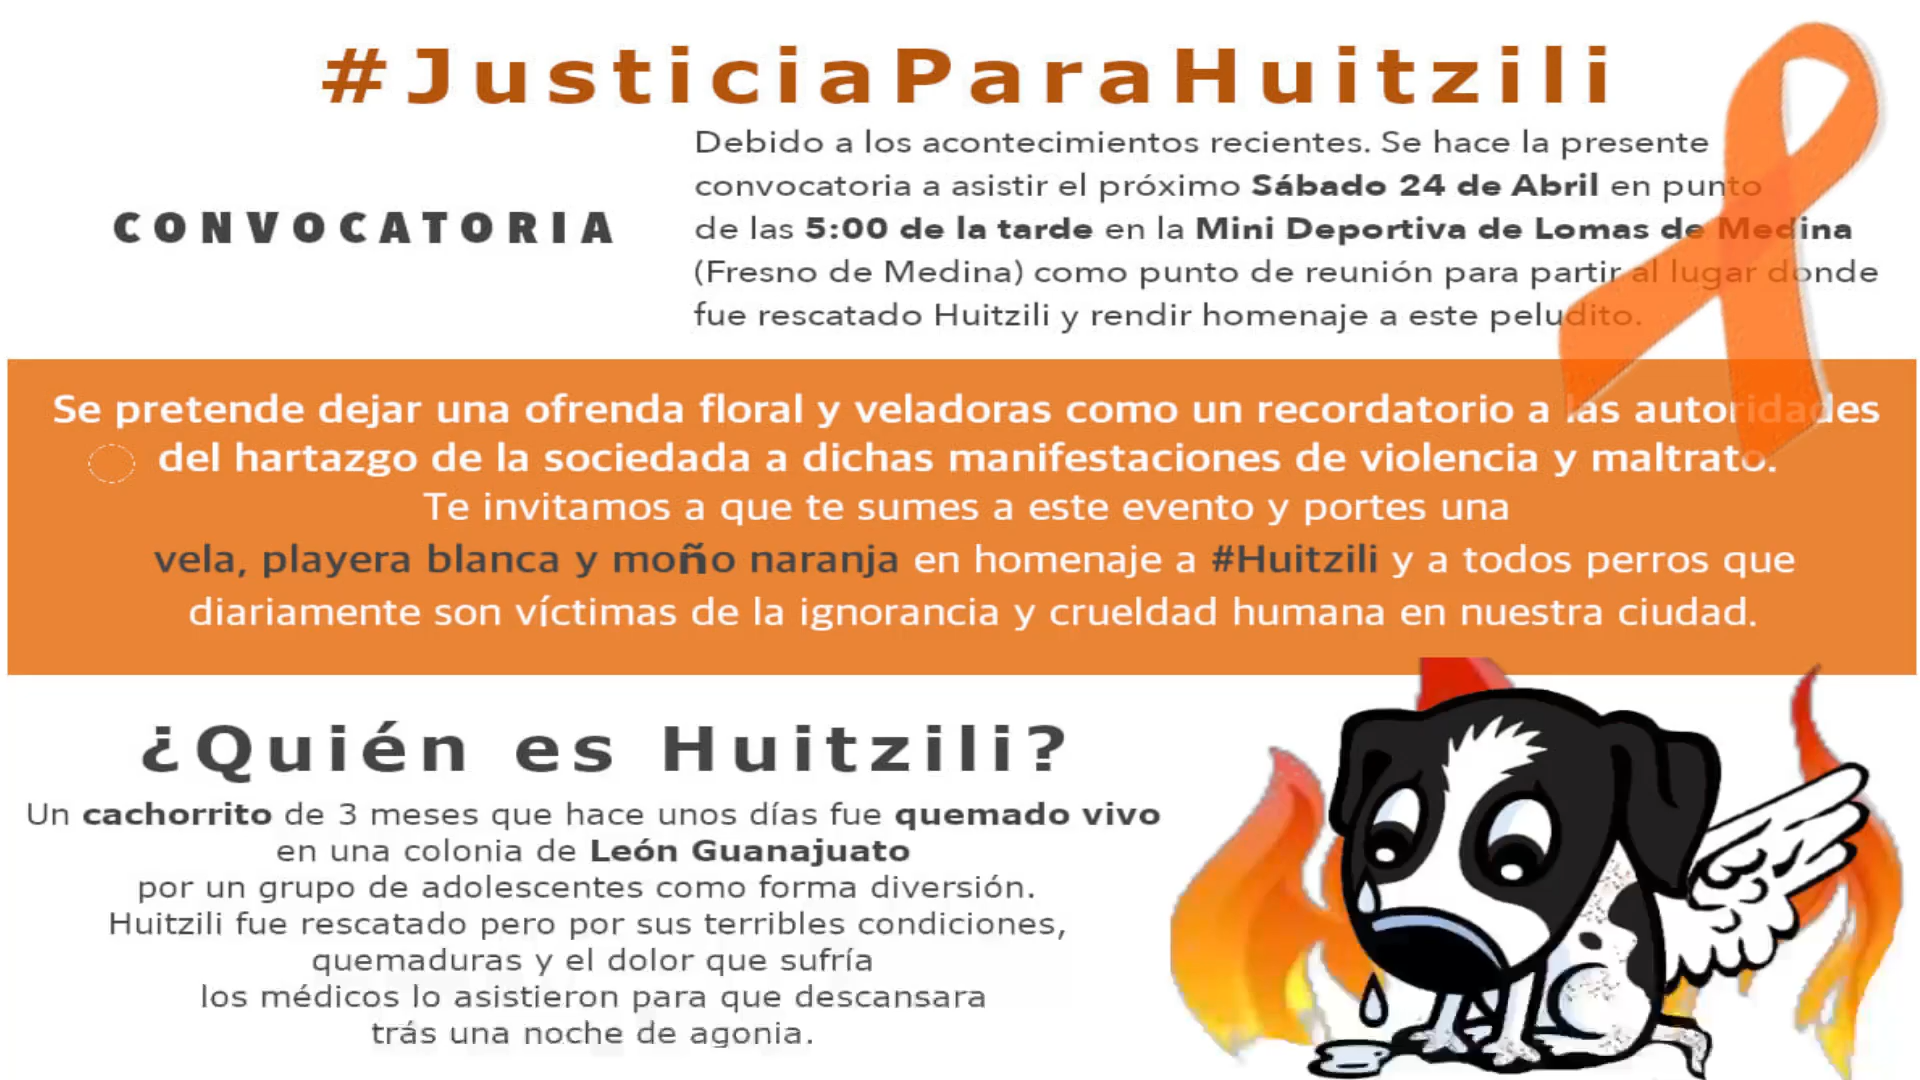 #JusticiaParaHuitzili
CONVOCATORIA
Debido a los acontecimientos recientes. Se hace la presente
convocatoria a asistir el próximo Sábado 24 de Abril en punto
de las 5:00 de la tarde en la Mini Deportiva de Lomas de Medina
(Fresno de Medina) como punto de reunión para partir al lugar donde
fue rescatado Huitzili y rendir homenaje a este peludito.
Se pretende dejar una ofrenda floral y veladoras como un recordatorio a las autoridades
del hartazgo de la sociedada a dichas manifestaciones de violencia y maltrato.
Te invitamos a que te sumes a este evento y portes una
vela, playera blanca y moño naranja en homenaje a #Huitzili y a todos perros que
diariamente son víctimas de la ignorancia y crueldad humana en nuestra ciudad.
¿Quién es Huitzili?
Un cachorrito de 3 meses que hace unos días fue quemado vivo
en una colonia de León Guanajuato
por un grupo de adolescentes como forma diversión.
Huitzili fue rescatado pero por sus terribles condiciones,
quemaduras y el dolor que sufría
los médicos lo asistieron para que descansara
trás una noche de agonia.